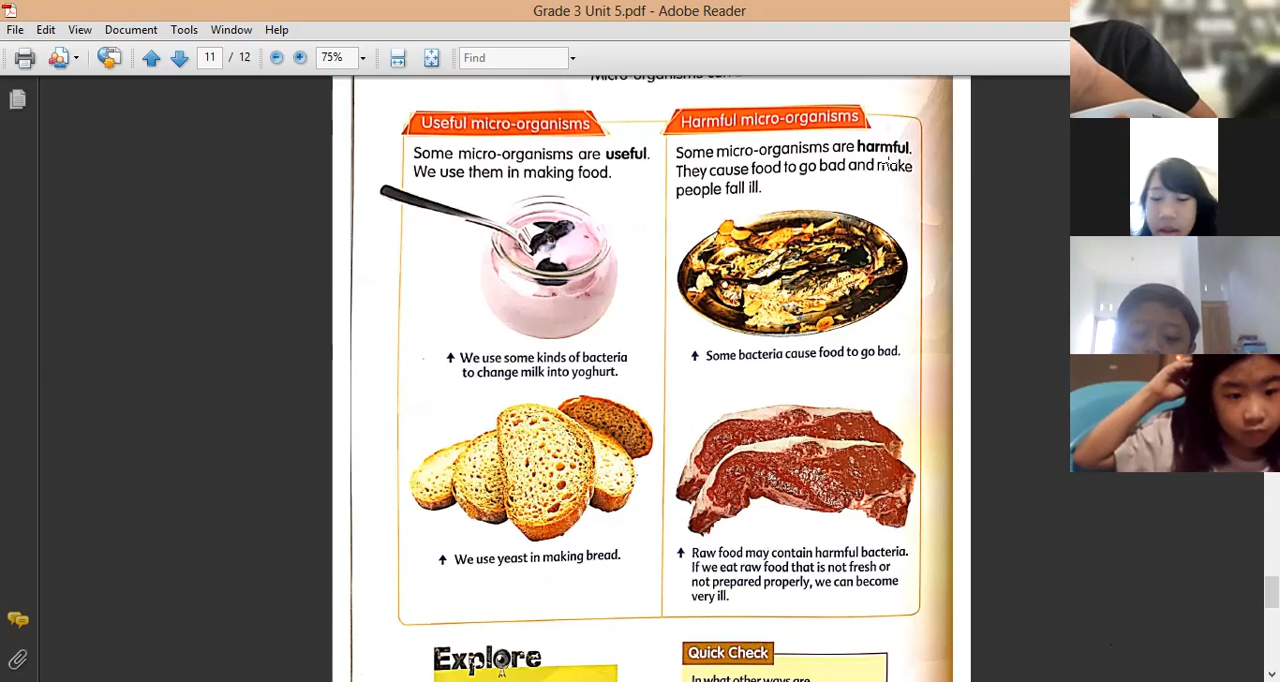 Grade 3 Unit 5.pdf - Adobe Reader
File Edit View Document Tools Window Help
11 / 12 75% Find
Useful micro-organisms
Some micro-organisms are useful.
We use them in making food.
We use some kinds of bacteria
to change milk into yoghurt.
We use yeast in making bread.
Harmful micro-organisms
Some micro-organisms are harmful.
They cause food to go bad and make
people fall ill.
Some bacteria cause food to go bad.
Raw food may contain harmful bacteria.
If we eat raw food that is not fresh or
not prepared properly, we can become
very ill.
Explore
Quick Check
In what other ways are